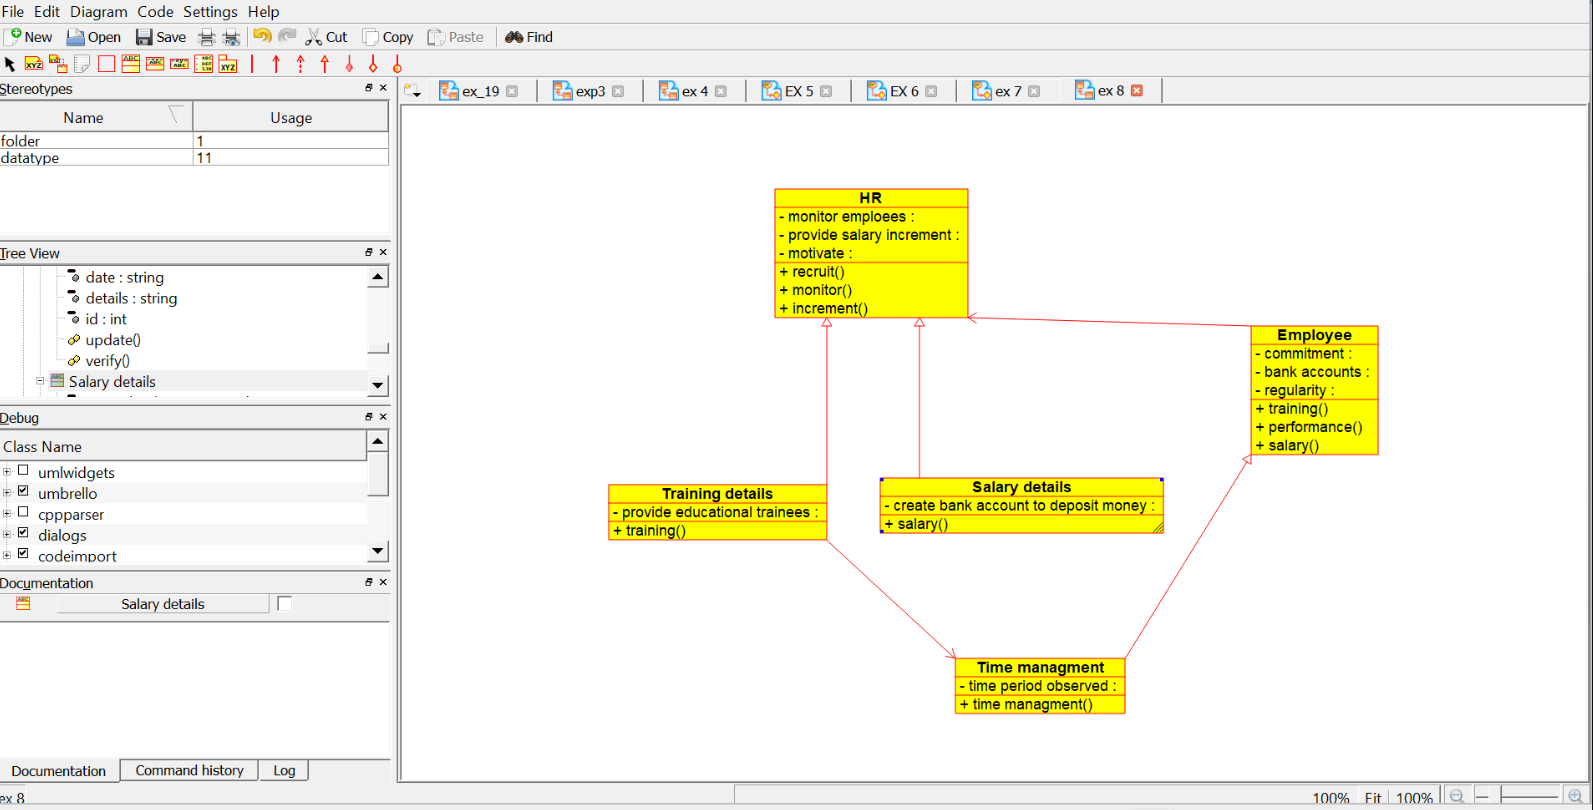 File Edit Diagram Code Settings Help
New Open Save Cut Copy Paste Find
XYZ ABC ABC XYZ
Stereotypes
ex_19 exp3 ex 4 EX 5 EX 6 ex 7 ex 8
Name Usage
folder 1
datatype 11
Tree View
date : string
details : string
id : int
update()
verify()
Salary details
Debug
Class Name
umlwidgets
umbrello
cppparser
dialogs
codeimport
Documentation
Salary details
Documentation Command history Log
HR
- monitor emploees :
- provide salary increment :
- motivate :
+ recruit()
+ monitor()
+ increment()
Employee
- commitment :
- bank accounts :
- regularity :
+ training()
+ performance()
+ salary()
Training details
- provide educational trainees :
+ training()
Salary details
- create bank account to deposit money :
+ salary()
Time managment
- time period observed :
+ time managment()
ex 8
100% Fit 100%